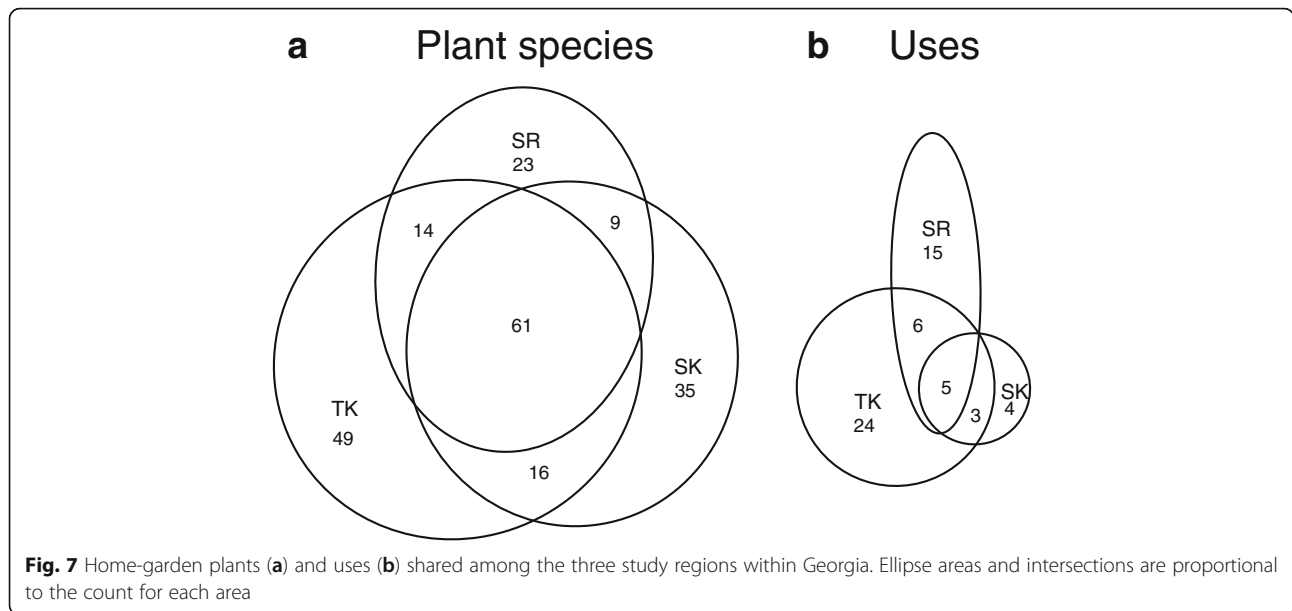 a Plant species
SR
23
14
9
61
SK
35
TK
49
16
b Uses
SR
15
6
5
TK
24
3
SK
4
Fig. 7 Home-garden plants (a) and uses (b) shared among the three study regions within Georgia. Ellipse areas and intersections are proportional
to the count for each area